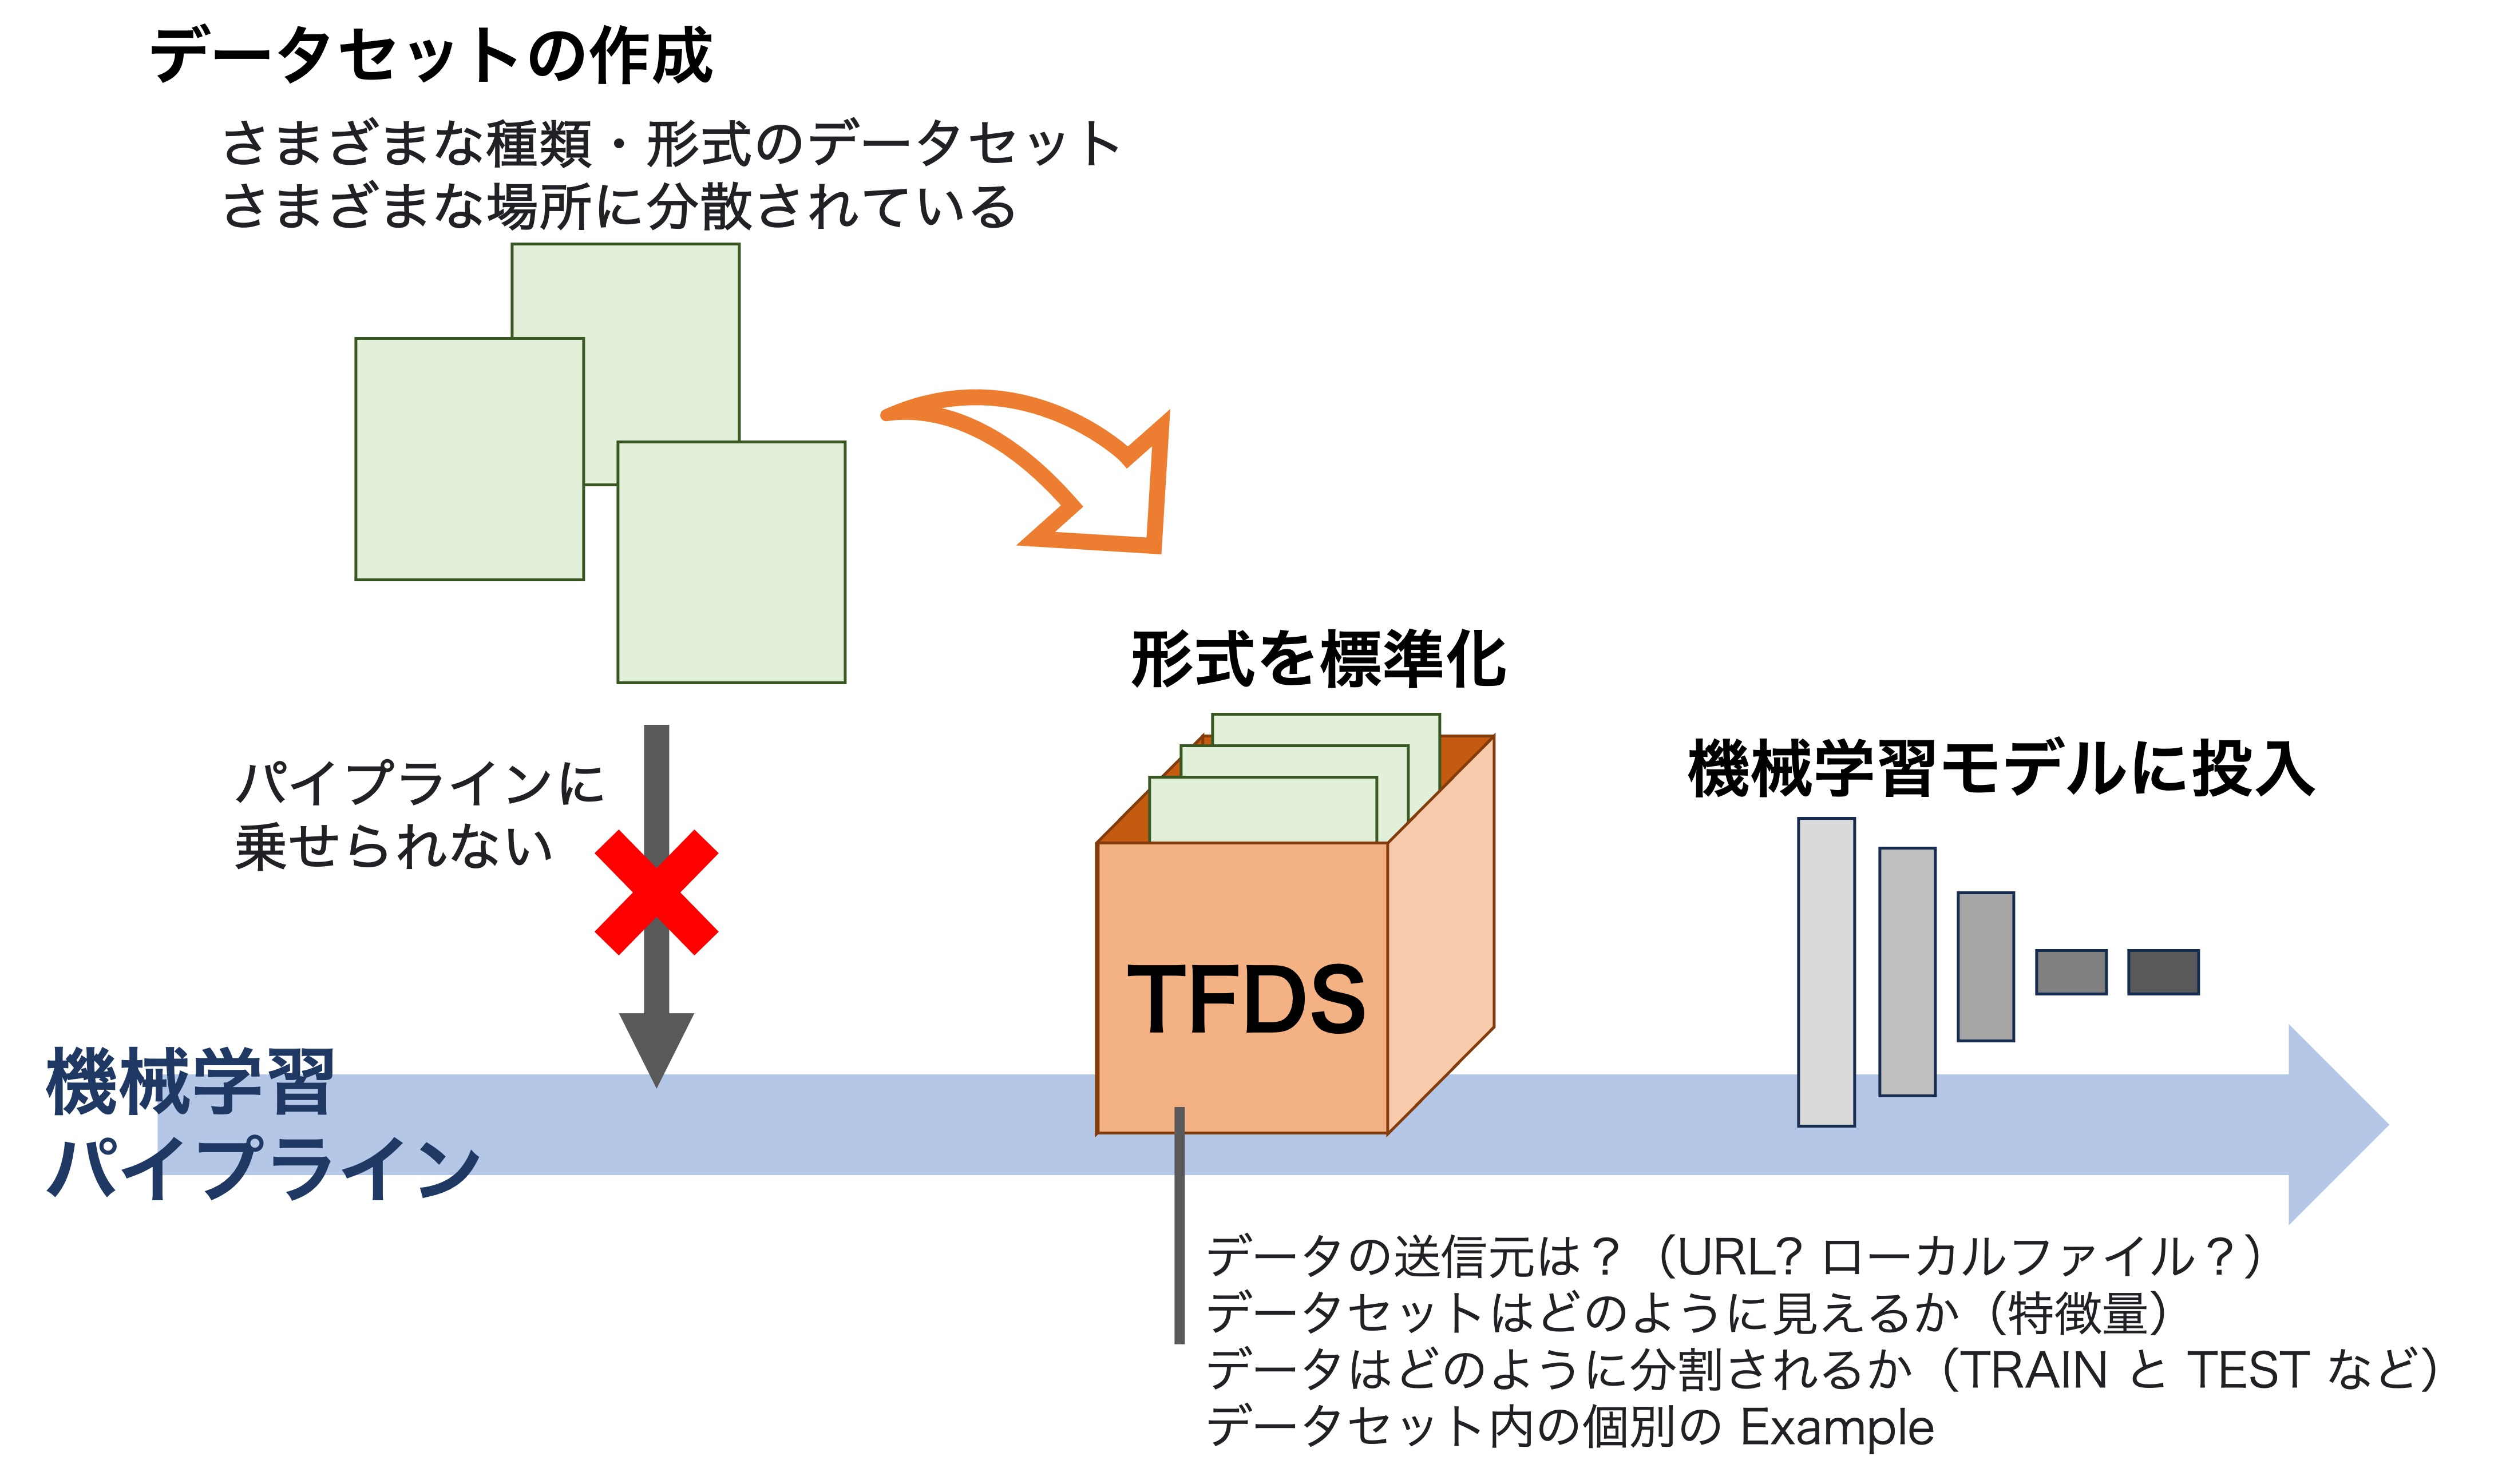 データセットの作成
さまざまな種類・形式のデータセット
さまざまな場所に分散されている
形式を標準化
パイプラインに
乗せられない
機械学習モデルに投入
TFDS
機械学習
パイプライン
データの送信元は？（URL? ローカルファイル？）
データセットはどのように見えるか（特徴量）
データはどのように分割されるか（TRAIN と TEST など）
データセット内の個別の Example